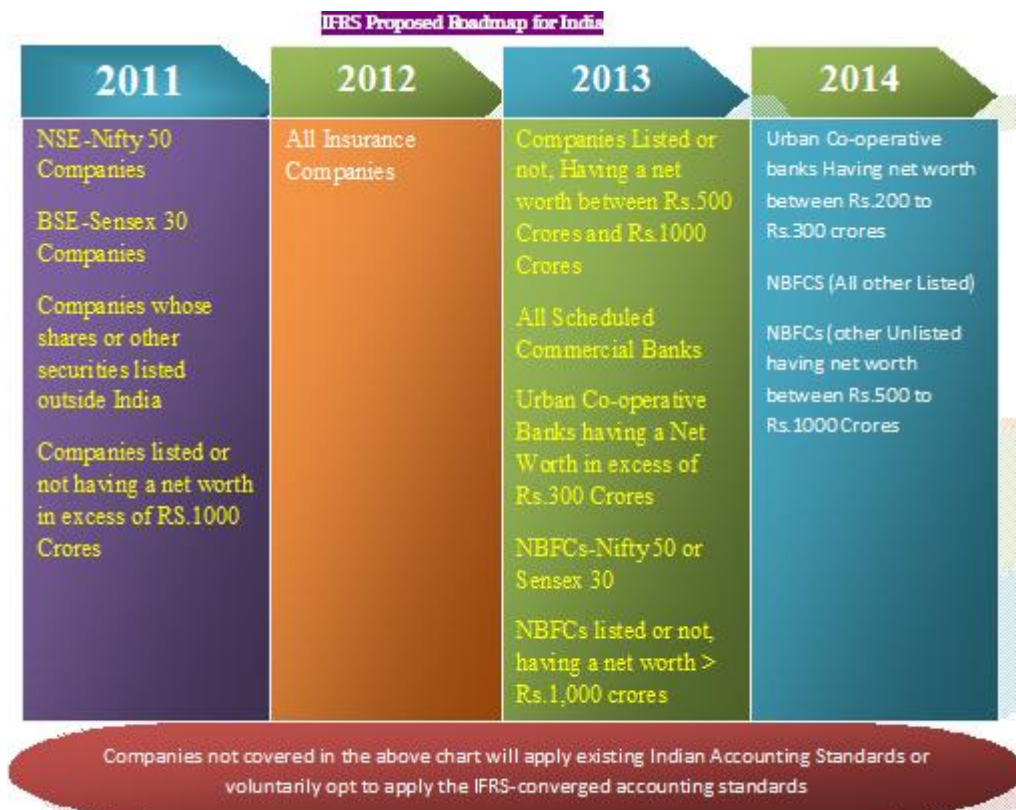 IFRS Proposed Roadmap for India
2011
NSE-Nifty 50
Companies
BSE-Sensex 30
Companies
Companies whose
shares or other
securities listed
outside India
Companies listed or
not having a net worth
in excess of RS.1000
Crores
2012
All Insurance
Companies
2013
Companies Listed or
not, Having a net
worth between Rs.500
Crores and Rs.1000
Crores
All Scheduled
Commercial Banks
Urban Co-operative
Banks having a Net
Worth in excess of
Rs.300 Crores
NBFCs-Nifty 50 or
Sensex 30
NBFCs listed or not,
having a net worth >
Rs.1,000 crores
2014
Urban Co-operative
banks Having net worth
between Rs.200 to
Rs.300 crores
NBFCS (All other Listed)
NBFCs (other Unlisted
having net worth
between Rs.500 to
Rs.1000 Crores
Companies not covered in the above chart will apply existing Indian Accounting Standards or
voluntarily opt to apply the IFRS-converged accounting standards